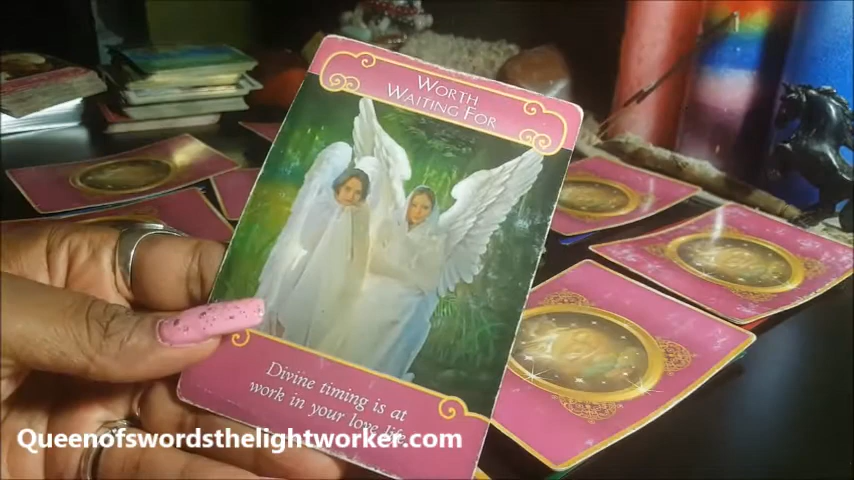 WORTH
WAITING FOR
Divine timing is at
work in your love life.
Queenofswordsthelightworker.com